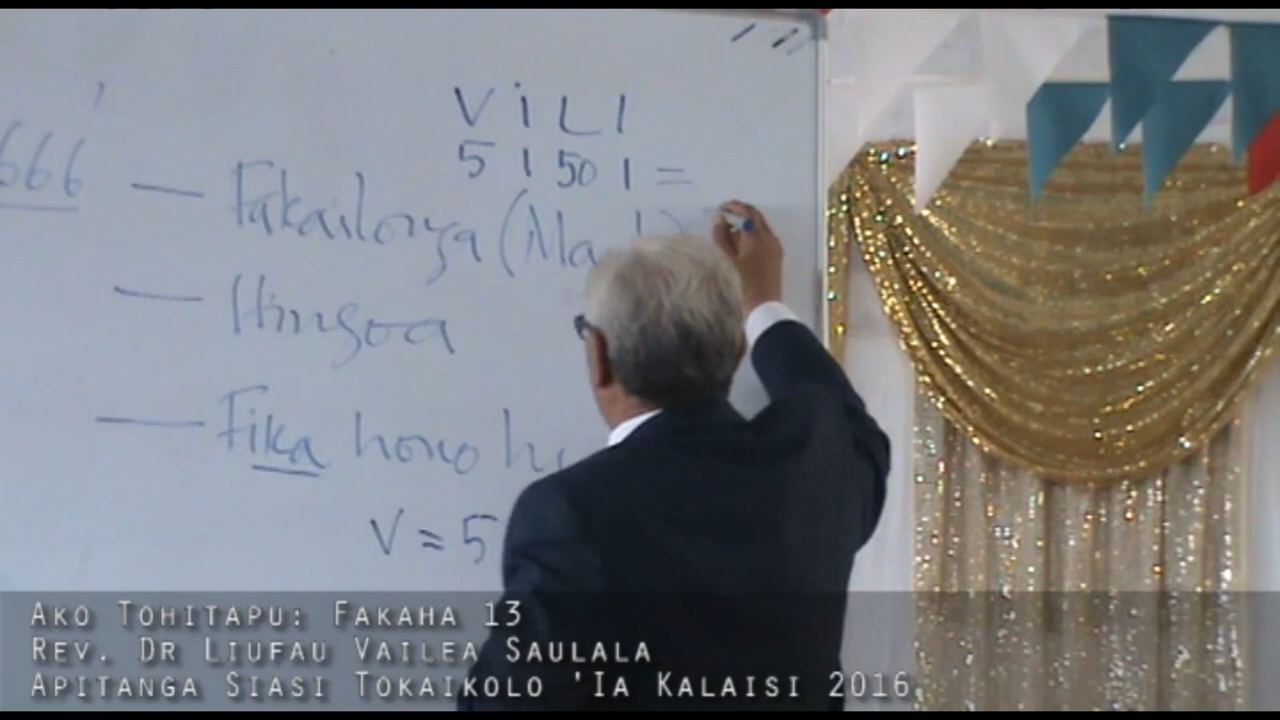 VILI
5 1 50 1 =
666 — Fakailonga (Ma
— Hingoa
— Fika hono
V = 5
AKO TOHITAPU: FAKAHA 13
REV. DR LIUFAU VAILEA SAULALA
APITANGA SIASI TOKAIKOLO 'IA KALAISI 2016